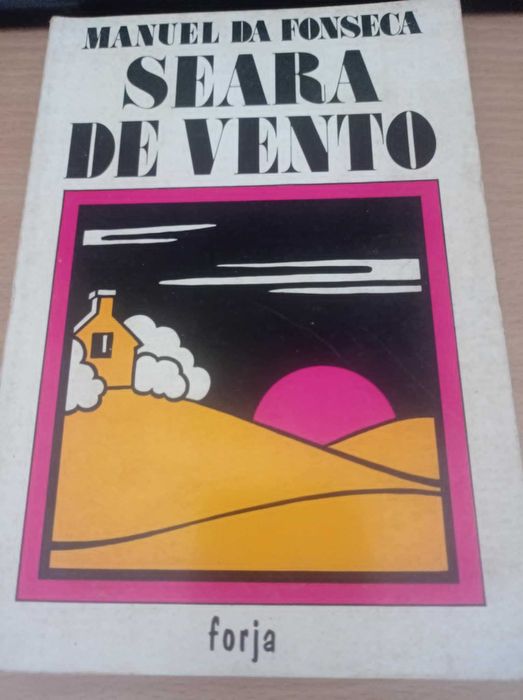 MANUEL DA FONSECA
SEARA
DE VENTO
forja